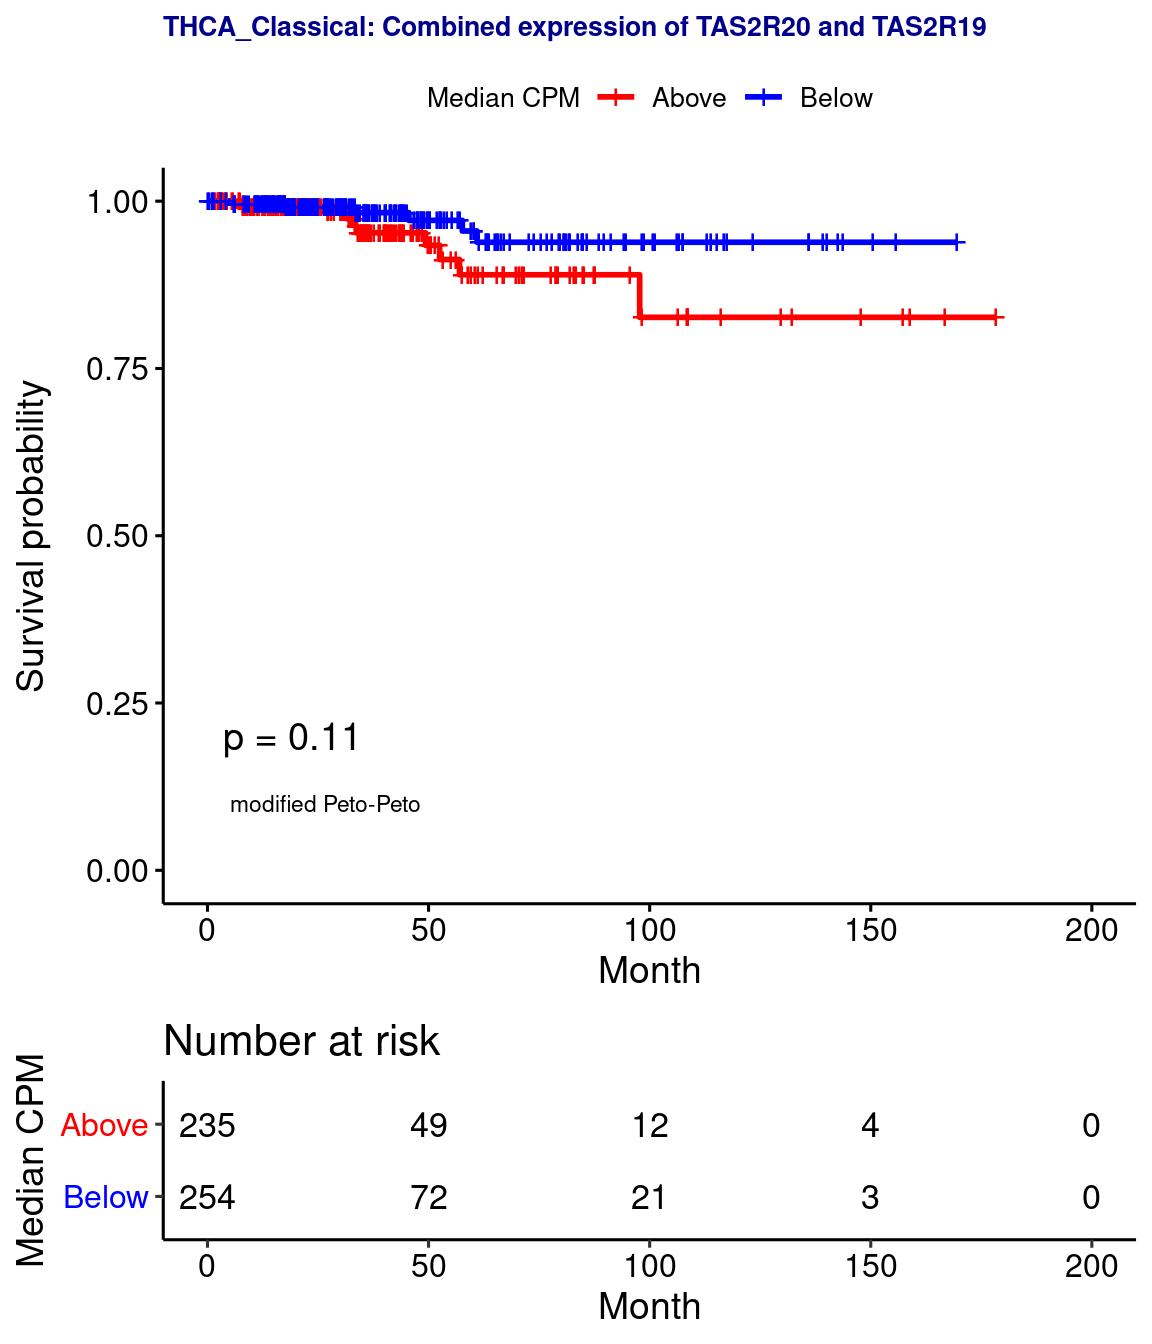 THCA_Classical: Combined expression of TAS2R20 and TAS2R19
Median CPM Above Below
Survival probability
1.00
0.75
0.50
0.25
0.00
p = 0.11
modified Peto-Peto
0 50 100 150 200
Month
Number at risk
Median CPM
Above 235 49 12 4 0
Below 254 72 21 3 0
0 50 100 150 200
Month